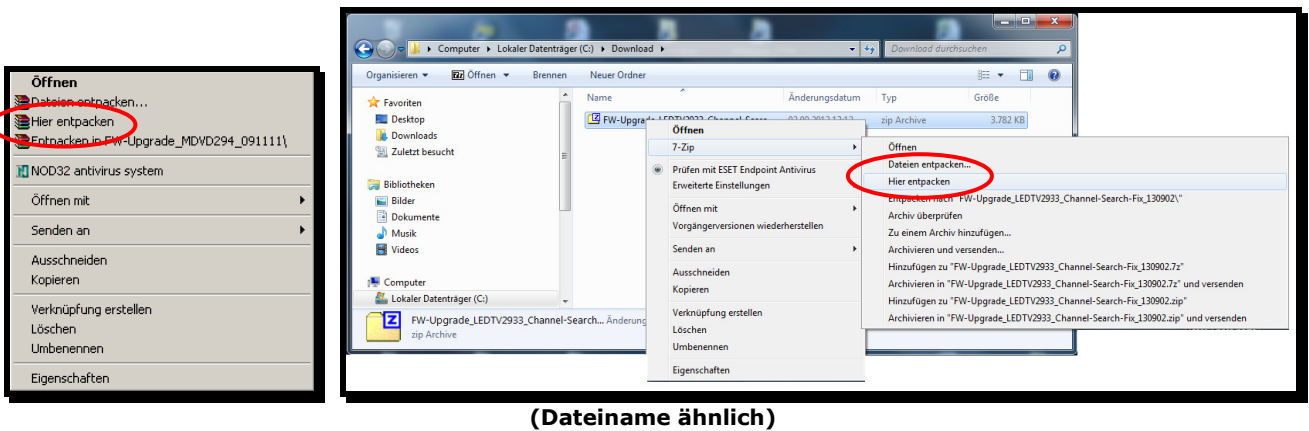 Öffnen
Dateien entpacken...
Hier entpacken
Entpacken in FW-Upgrade_MDVD294_091111\
NOD32 antivirus system
Öffnen mit
Senden an
Ausschneiden
Kopieren
Verknüpfung erstellen
Löschen
Umbenennen
Eigenschaften
Computer Lokaler Datenträger (C:) Download
Download durchsuchen
Organisieren Öffnen Brennen Neuer Ordner
Name Änderungsdatum Typ Größe
Favoriten
Desktop
Downloads
Zuletzt besucht
Bibliotheken
Bilder
Dokumente
Musik
Videos
Computer
Lokaler Datenträger (C:)
FW-Upgrade_LEDTV2933_Channel-Searc... 02.09.2013 12:12 zip Archive 3.782 KB
Öffnen
7-Zip
Prüfen mit ESET Endpoint Antivirus
Erweiterte Einstellungen
Öffnen mit
Vorgängerversionen wiederherstellen
Senden an
Ausschneiden
Kopieren
Verknüpfung erstellen
Löschen
Umbenennen
Eigenschaften
Öffnen
Dateien entpacken...
Hier entpacken
Entpacken nach "FW-Upgrade_LEDTV2933_Channel-Search-Fix_130902\"
Archiv überprüfen
Zu einem Archiv hinzufügen...
Archivieren und versenden...
Hinzufügen zu "FW-Upgrade_LEDTV2933_Channel-Search-Fix_130902.7z"
Archivieren in "FW-Upgrade_LEDTV2933_Channel-Search-Fix_130902.7z" und versenden
Hinzufügen zu "FW-Upgrade_LEDTV2933_Channel-Search-Fix_130902.zip"
Archivieren in "FW-Upgrade_LEDTV2933_Channel-Search-Fix_130902.zip" und versenden
FW-Upgrade_LEDTV2933_Channel-Search... Änderung
zip Archive
(Dateiname ähnlich)